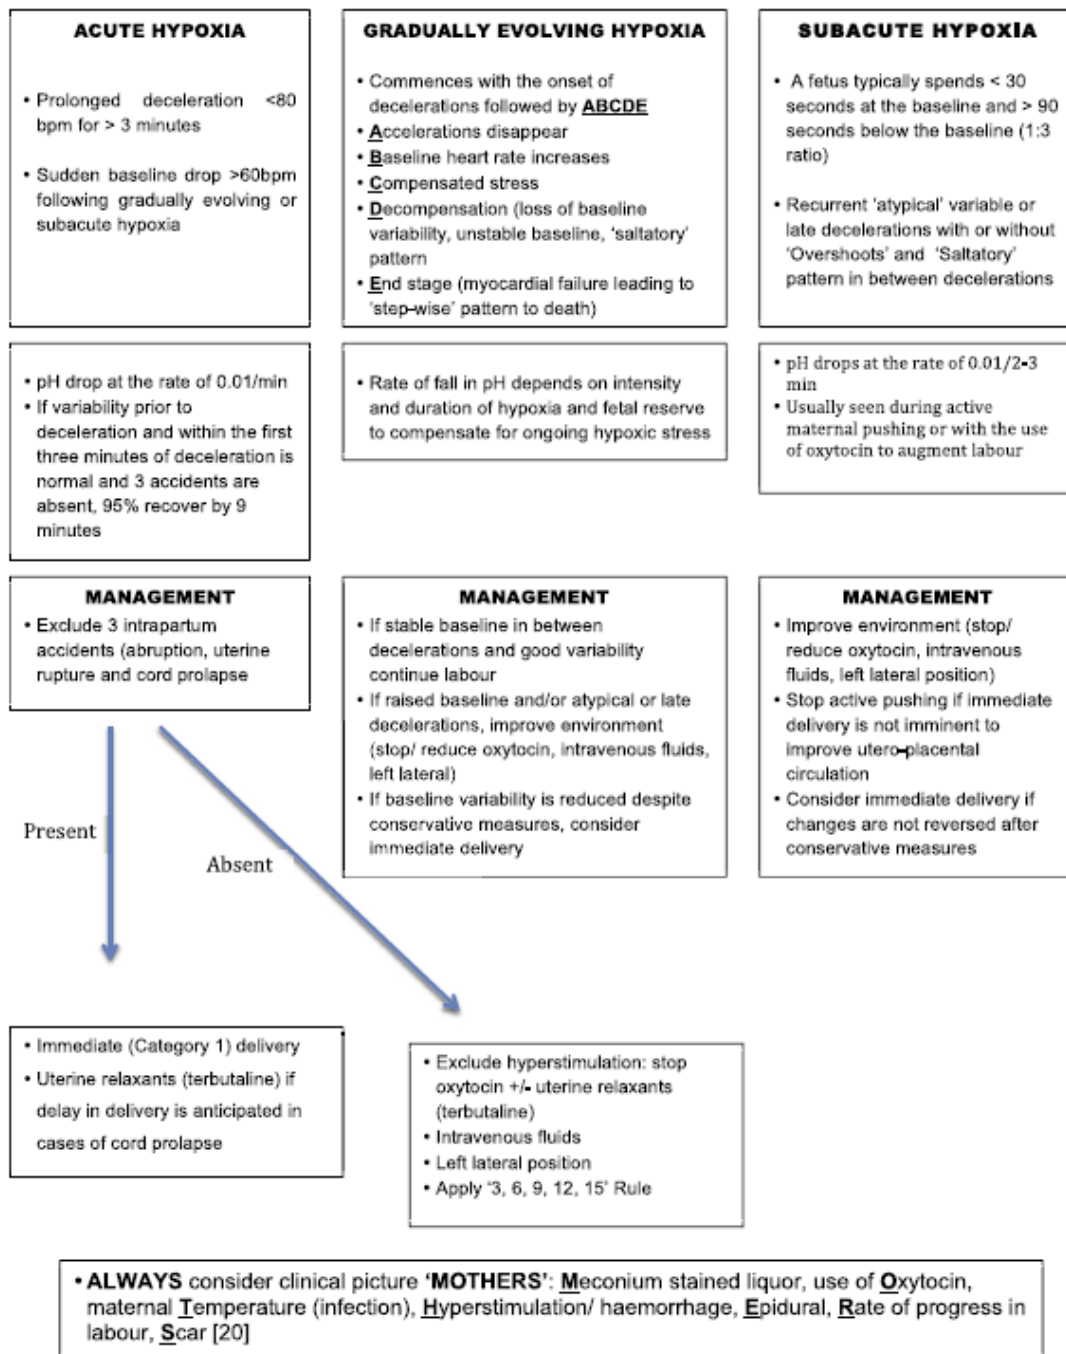 ACUTE HYPOXIA
• Prolonged deceleration <80
bpm for > 3 minutes
• Sudden baseline drop >60bpm
following gradually evolving or
subacute hypoxia
GRADUALLY EVOLVING HYPOXIA
• Commences with the onset of
decelerations followed by ABCDE
• Accelerations disappear
• Baseline heart rate increases
• Compensated stress
• Decompensation (loss of baseline
variability, unstable baseline, ‘saltatory’
pattern
• End stage (myocardial failure leading to
‘step-wise’ pattern to death)
SUBACUTE HYPOXIA
• A fetus typically spends < 30
seconds at the baseline and > 90
seconds below the baseline (1:3
ratio)
• Recurrent ‘atypical’ variable or
late decelerations with or without
‘Overshoots’ and ‘Saltatory’
pattern in between decelerations
• pH drop at the rate of 0.01/min
• If variability prior to
deceleration and within the first
three minutes of deceleration is
normal and 3 accidents are
absent, 95% recover by 9
minutes
• Rate of fall in pH depends on intensity
and duration of hypoxia and fetal reserve
to compensate for ongoing hypoxic stress
• pH drops at the rate of 0.01/2-3
min
• Usually seen during active
maternal pushing or with the use
of oxytocin to augment labour
MANAGEMENT
• Exclude 3 intrapartum
accidents (abruption, uterine
rupture and cord prolapse
MANAGEMENT
• If stable baseline in between
decelerations and good variability
continue labour
• If raised baseline and/or atypical or late
decelerations, improve environment
(stop/ reduce oxytocin, intravenous fluids,
left lateral)
• If baseline variability is reduced despite
conservative measures, consider
immediate delivery
MANAGEMENT
• Improve environment (stop/
reduce oxytocin, intravenous
fluids, left lateral position)
• Stop active pushing if immediate
delivery is not imminent to
improve utero-placental
circulation
• Consider immediate delivery if
changes are not reversed after
conservative measures
Present
Absent
• Immediate (Category 1) delivery
• Uterine relaxants (terbutaline) if
delay in delivery is anticipated in
cases of cord prolapse
• Exclude hyperstimulation: stop
oxytocin +/- uterine relaxants
(terbutaline)
• Intravenous fluids
• Left lateral position
• Apply ‘3, 6, 9, 12, 15’ Rule
• ALWAYS consider clinical picture ‘MOTHERS’: Meconium stained liquor, use of Oxytocin,
maternal Temperature (infection), Hyperstimulation/ haemorrhage, Epidural, Rate of progress in
labour, Scar [20]